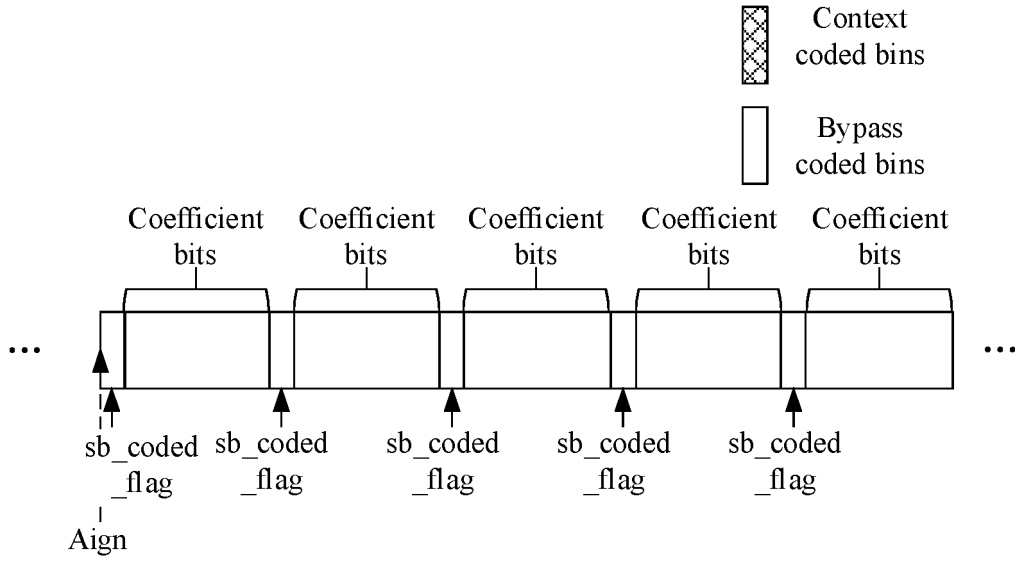 Context
coded bins
Bypass
coded bins
Coefficient
bits
Coefficient
bits
Coefficient
bits
Coefficient
bits
Coefficient
bits
...
...
sb_coded
_flag
sb_coded
_flag
sb_coded
_flag
sb_coded
_flag
sb_coded
_flag
Aign